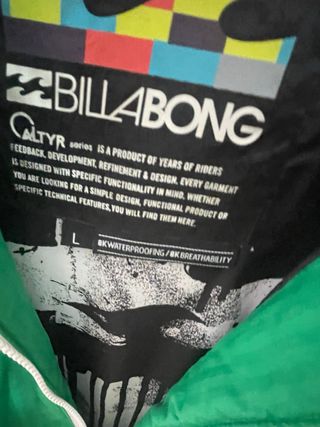 BILLABONG
ALTYR series IS A PRODUCT OF YEARS OF RIDERS
FEEDBACK, DEVELOPMENT, REFINEMENT & DESIGN. EVERY GARMENT
IS DESIGNED WITH SPECIFIC FUNCTIONALITY IN MIND. WHETHER
YOU ARE LOOKING FOR A SIMPLE DESIGN, FUNCTIONAL PRODUCT OR
SPECIFIC TECHNICAL FEATURES, YOU WILL FIND THEM HERE.
L 8K WATERPROOFING / 8K BREATHABILITY